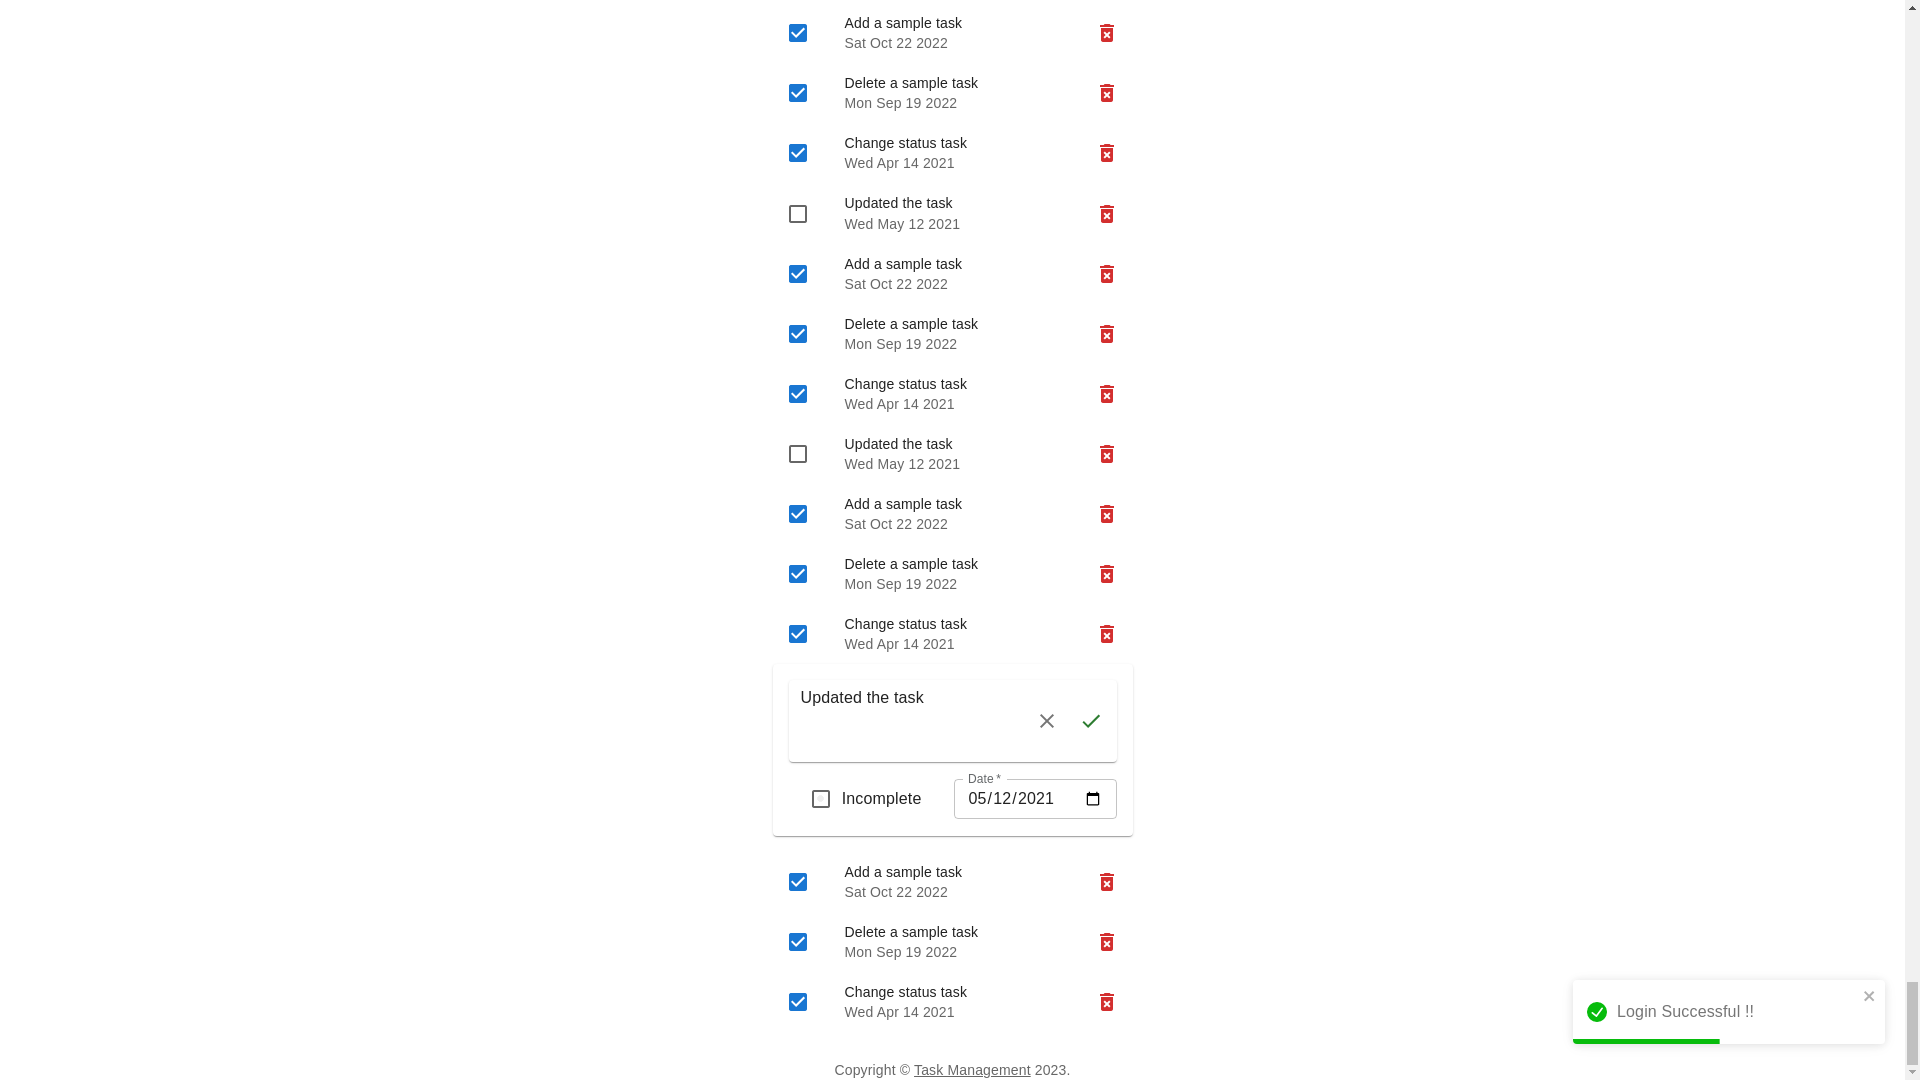 Add a sample task
Sat Oct 22 2022
Delete a sample task
Mon Sep 19 2022
Change status task
Wed Apr 14 2021
Updated the task
Wed May 12 2021
Add a sample task
Sat Oct 22 2022
Delete a sample task
Mon Sep 19 2022
Change status task
Wed Apr 14 2021
Updated the task
Wed May 12 2021
Add a sample task
Sat Oct 22 2022
Delete a sample task
Mon Sep 19 2022
Change status task
Wed Apr 14 2021
Updated the task
Date *
Incomplete 05/12/2021
Add a sample task
Sat Oct 22 2022
Delete a sample task
Mon Sep 19 2022
Change status task
Wed Apr 14 2021
Login Successful !!
Copyright © Task Management 2023.